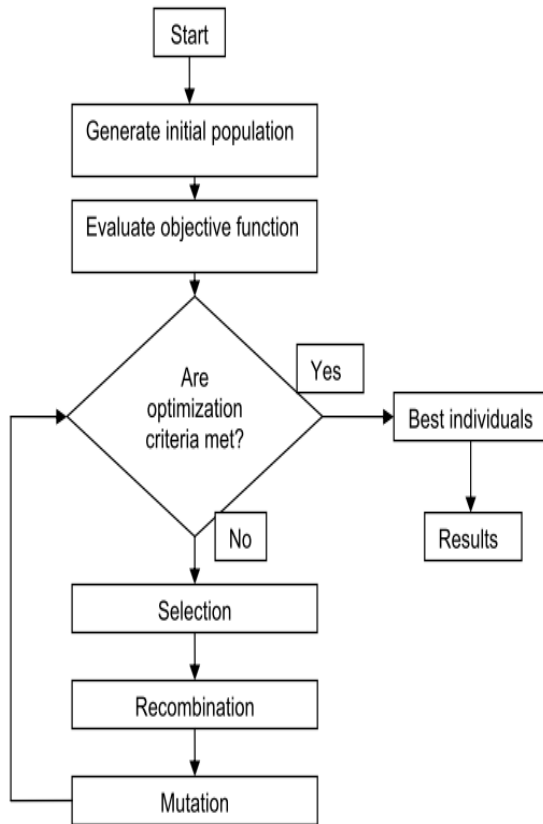 Start
Generate initial population
Evaluate objective function
Are
optimization
criteria met?
Yes
Best individuals
No
Results
Selection
Recombination
Mutation